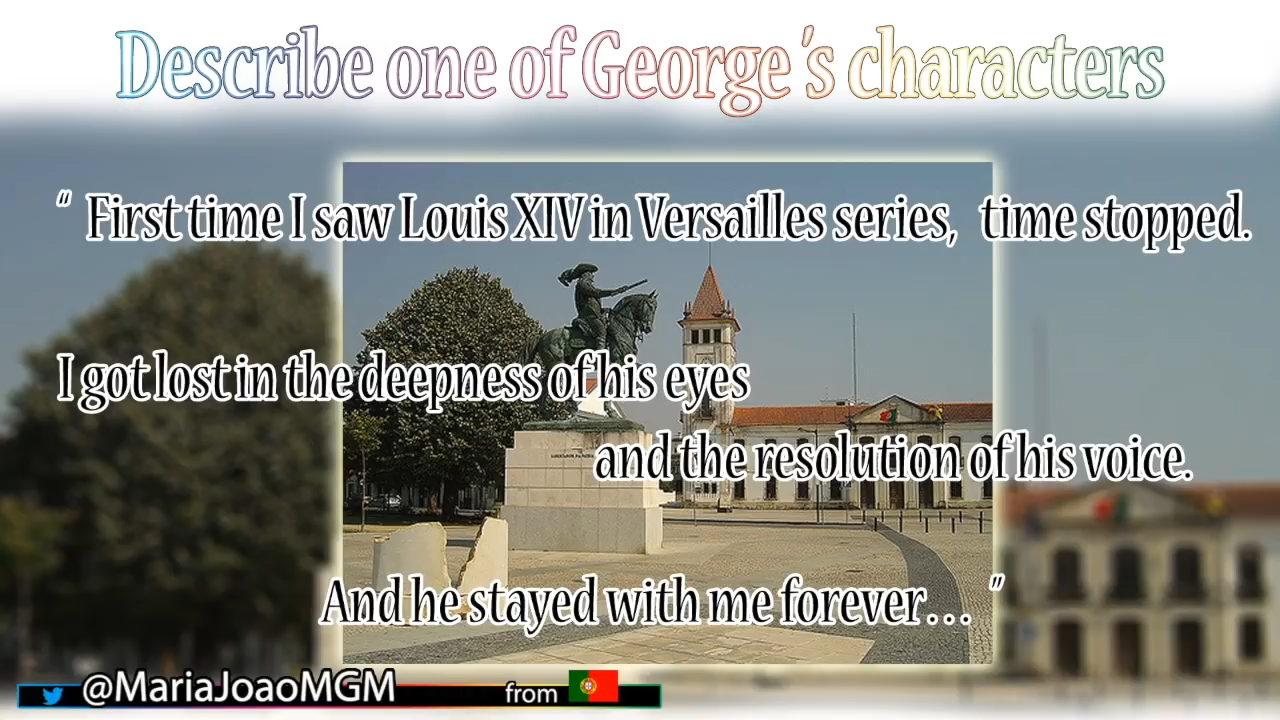 Describe one of George's characters
“ First time I saw Louis XIV in Versailles series, time stopped.
I got lost in the deepness of his eyes
and the resolution of his voice.
And he stayed with me forever... ”
@MariaJoaoMGM from